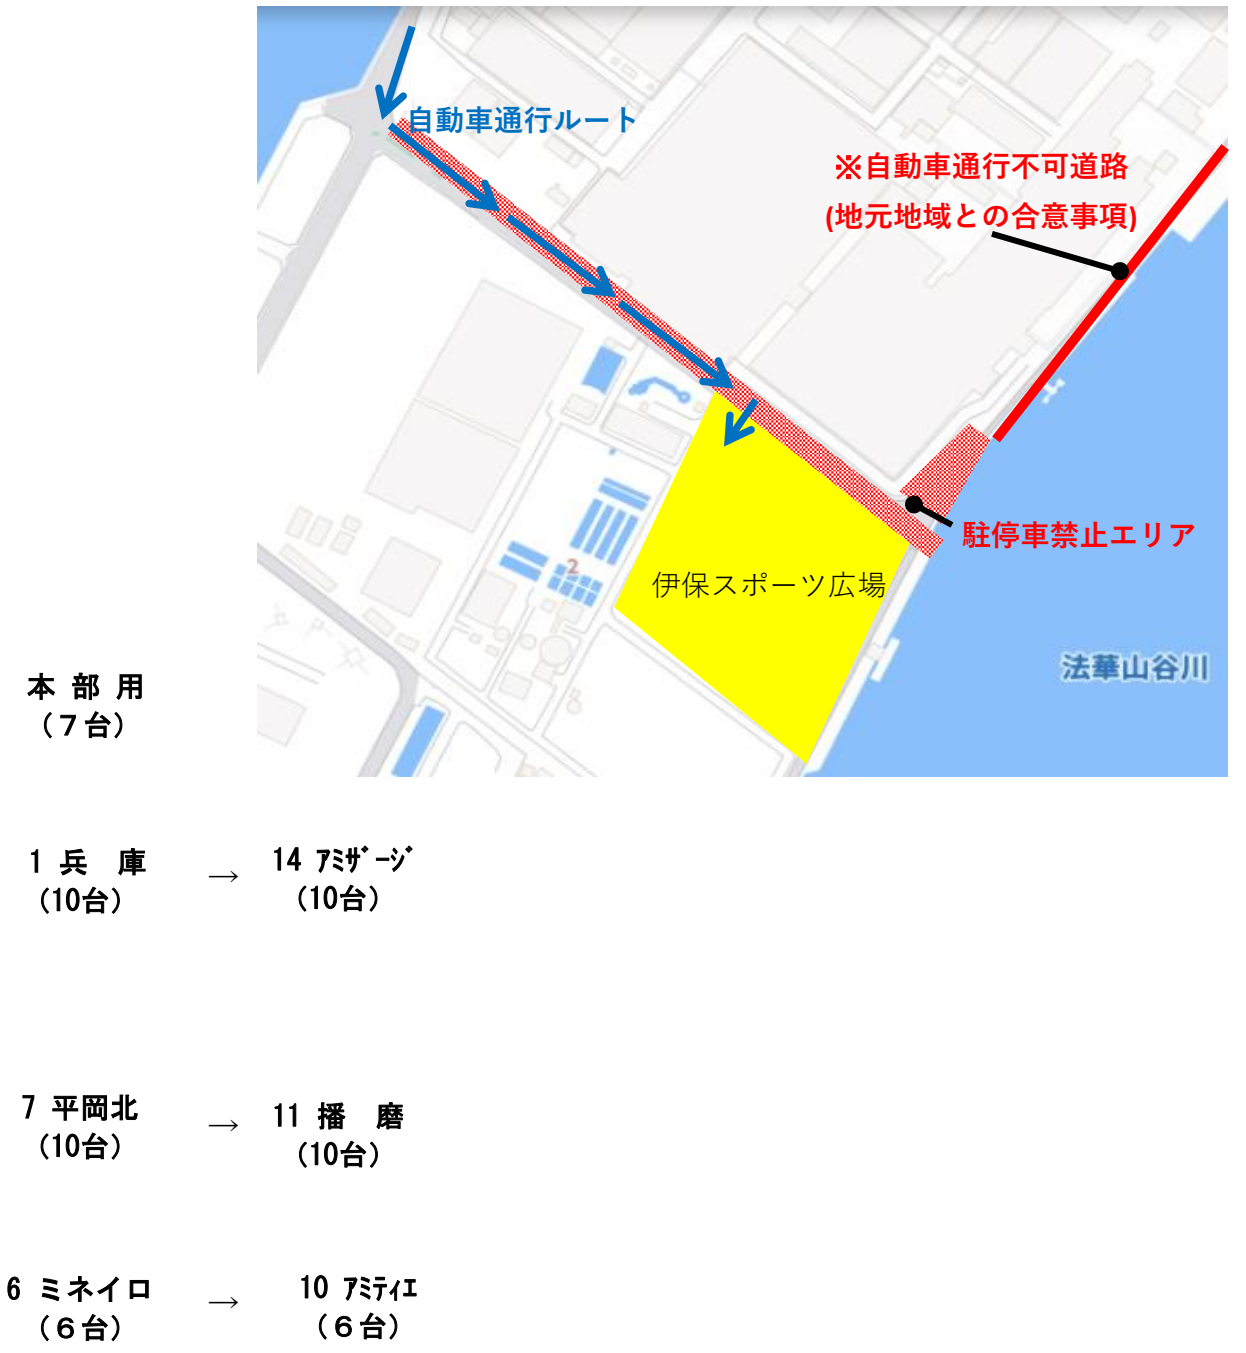 自動車通行ルート
※自動車通行不可道路
(地元地域との合意事項)
駐停車禁止エリア
2
伊保スポーツ広場
法華山谷川
本 部 用
（７台）
1 兵　庫 → 14 ｱﾐｻﾞｰｼﾞ
（10台） （10台）
7 平岡北 → 11 播　磨
（10台） （10台）
6 ミネイロ → 10 ｱﾐﾃｨｴ
（６台） （６台）